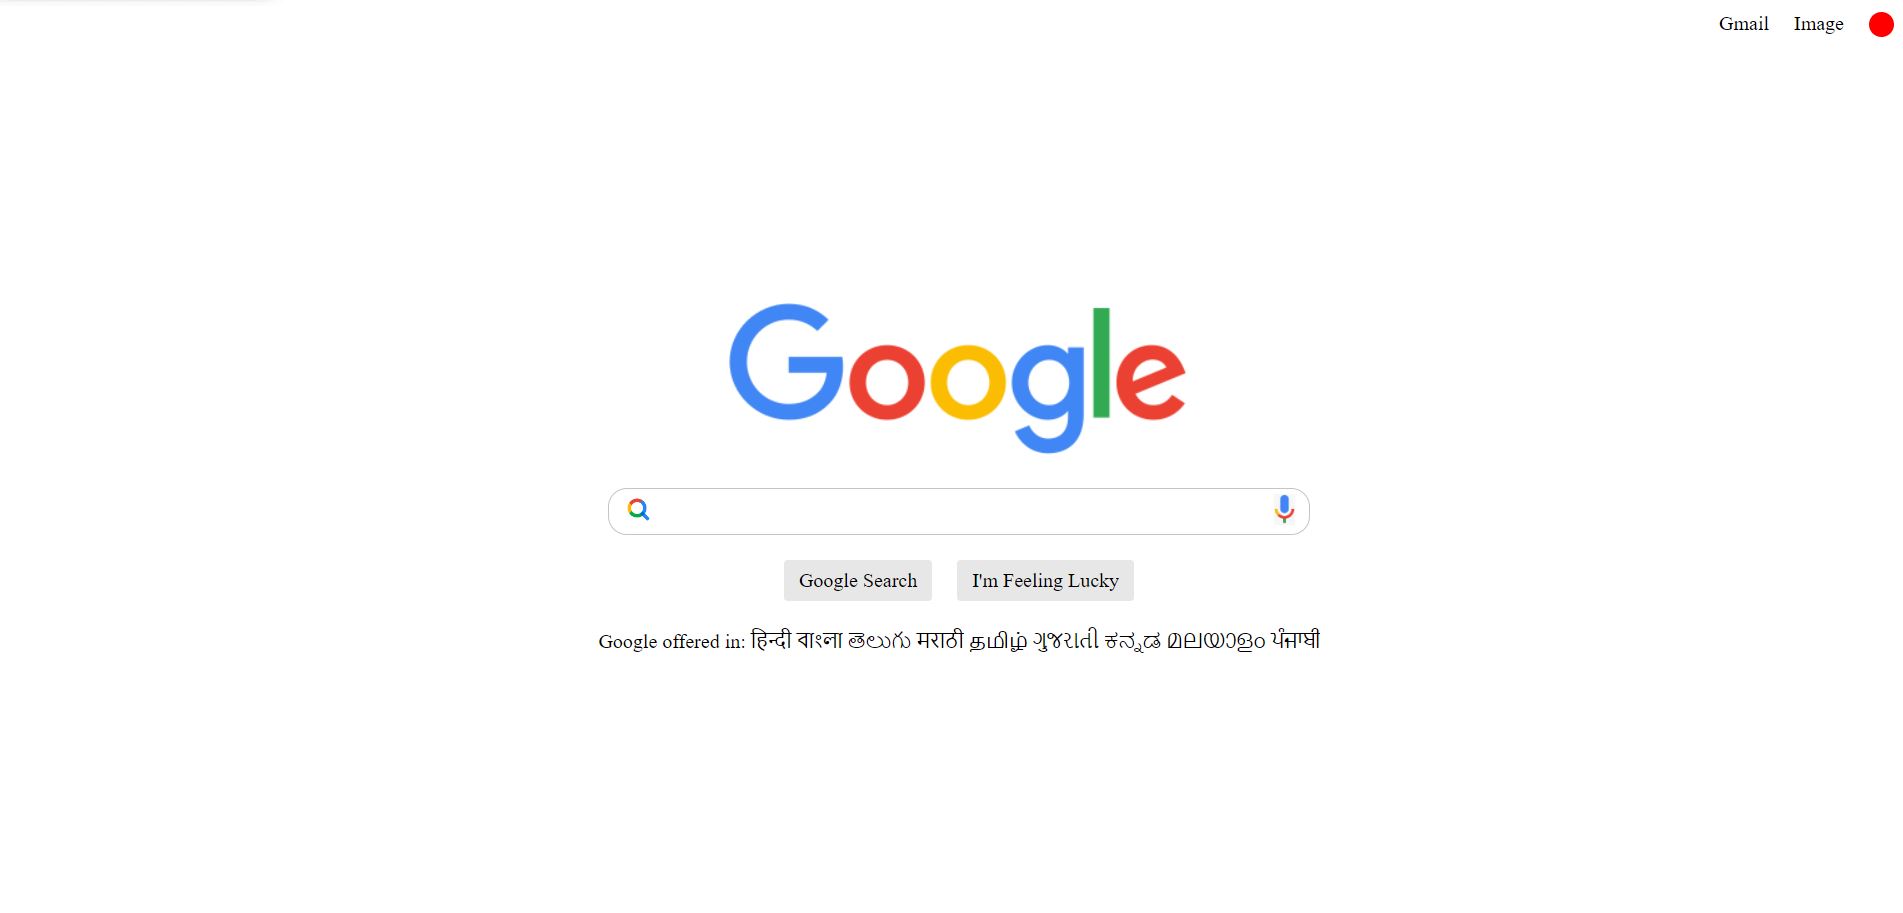 Gmail Image
Google
Google Search I'm Feeling Lucky
Google offered in: हिन्दी বাংলা తెలుగు मराठी தமிழ் ગુજરાતી ಕನ್ನಡ മലയാളം ਪੰਜਾਬੀ